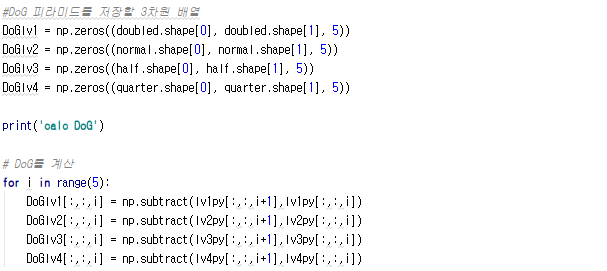 #DoG 피라미드를 저장할 3차원 배열
DoGlv1 = np.zeros((doubled.shape[0], doubled.shape[1], 5))
DoGlv2 = np.zeros((normal.shape[0], normal.shape[1], 5))
DoGlv3 = np.zeros((half.shape[0], half.shape[1], 5))
DoGlv4 = np.zeros((quarter.shape[0], quarter.shape[1], 5))
print('calc DoG')
# DoG를 계산
for i in range(5):
DoGlv1[:,:,i] = np.subtract(lv1py[:,:,i+1],lv1py[:,:,i])
DoGlv2[:,:,i] = np.subtract(lv2py[:,:,i+1],lv2py[:,:,i])
DoGlv3[:,:,i] = np.subtract(lv3py[:,:,i+1],lv3py[:,:,i])
DoGlv4[:,:,i] = np.subtract(lv4py[:,:,i+1],lv4py[:,:,i])